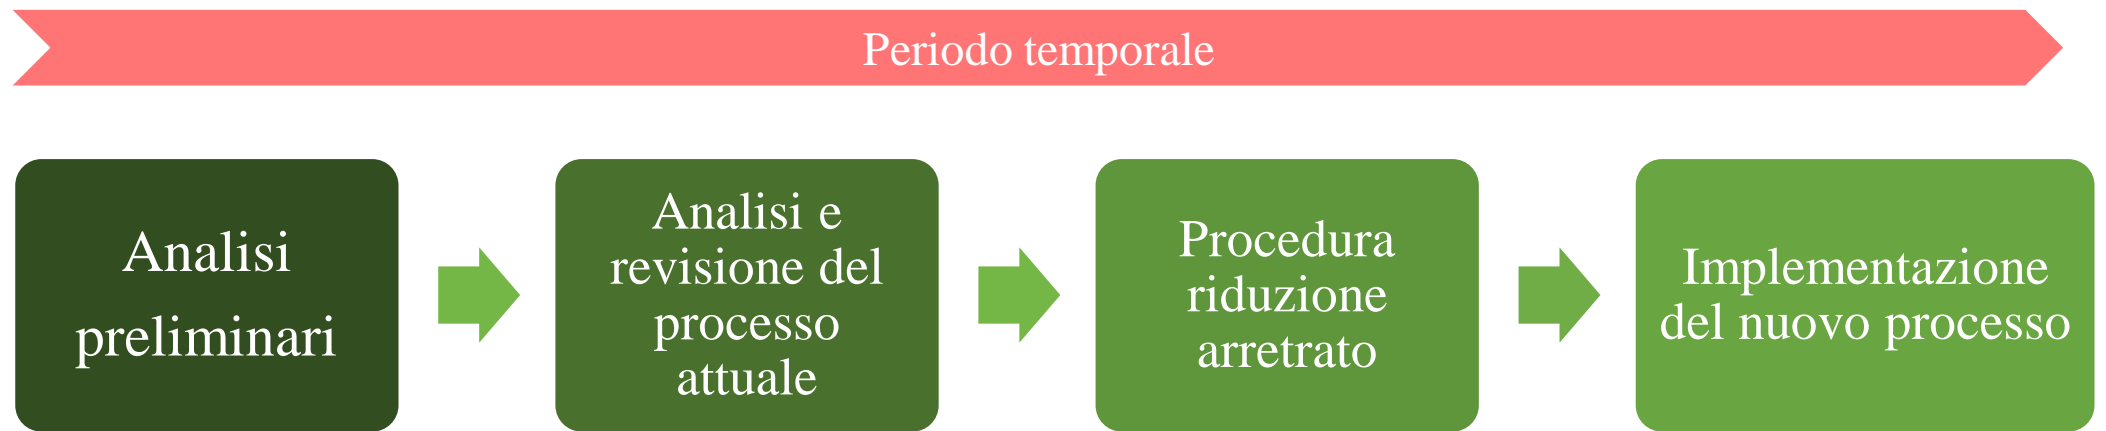 Periodo temporale
Analisi
preliminari
Analisi e
revisione del
processo
attuale
Procedura
riduzione
arretrato
Implementazione
del nuovo processo